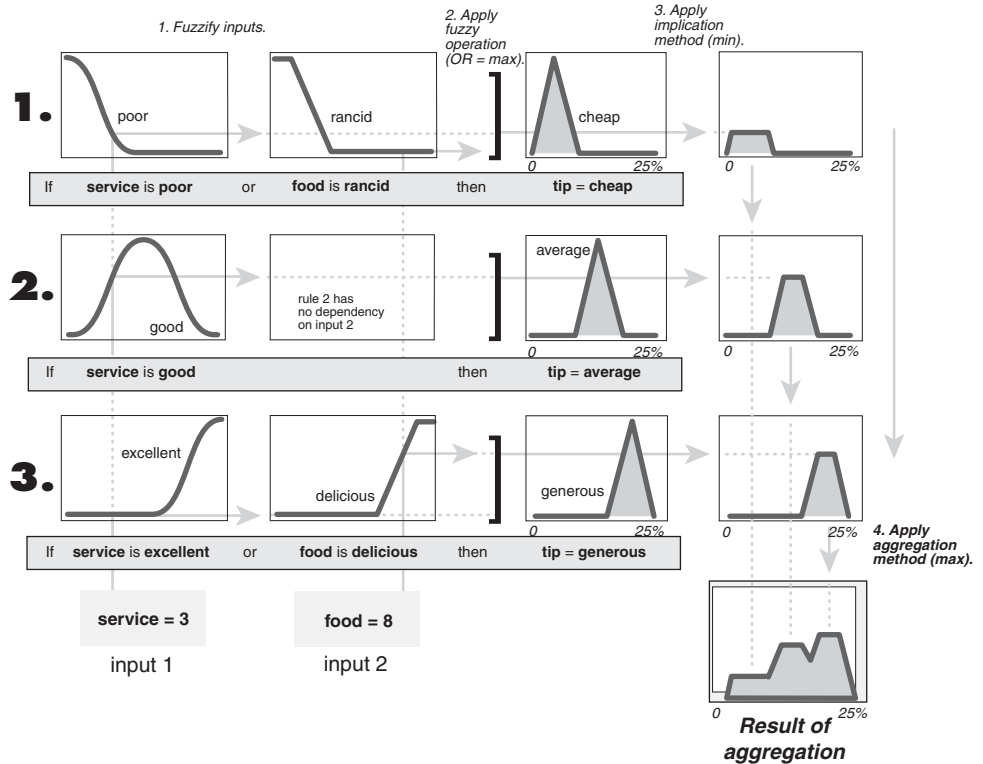 1. Fuzzify inputs.
2. Apply
fuzzy
operation
(OR = max).
3. Apply
implication
method (min).
1.
poor
rancid
cheap
0 25%
0 25%
If service is poor or food is rancid then tip = cheap
2.
good
rule 2 has
no dependency
on input 2
average
0 25%
0 25%
If service is good then tip = average
3.
excellent
delicious
generous
0 25%
0 25%
If service is excellent or food is delicious then tip = generous
4. Apply
aggregation
method (max).
service = 3
food = 8
input 1
input 2
0 25%
Result of
aggregation